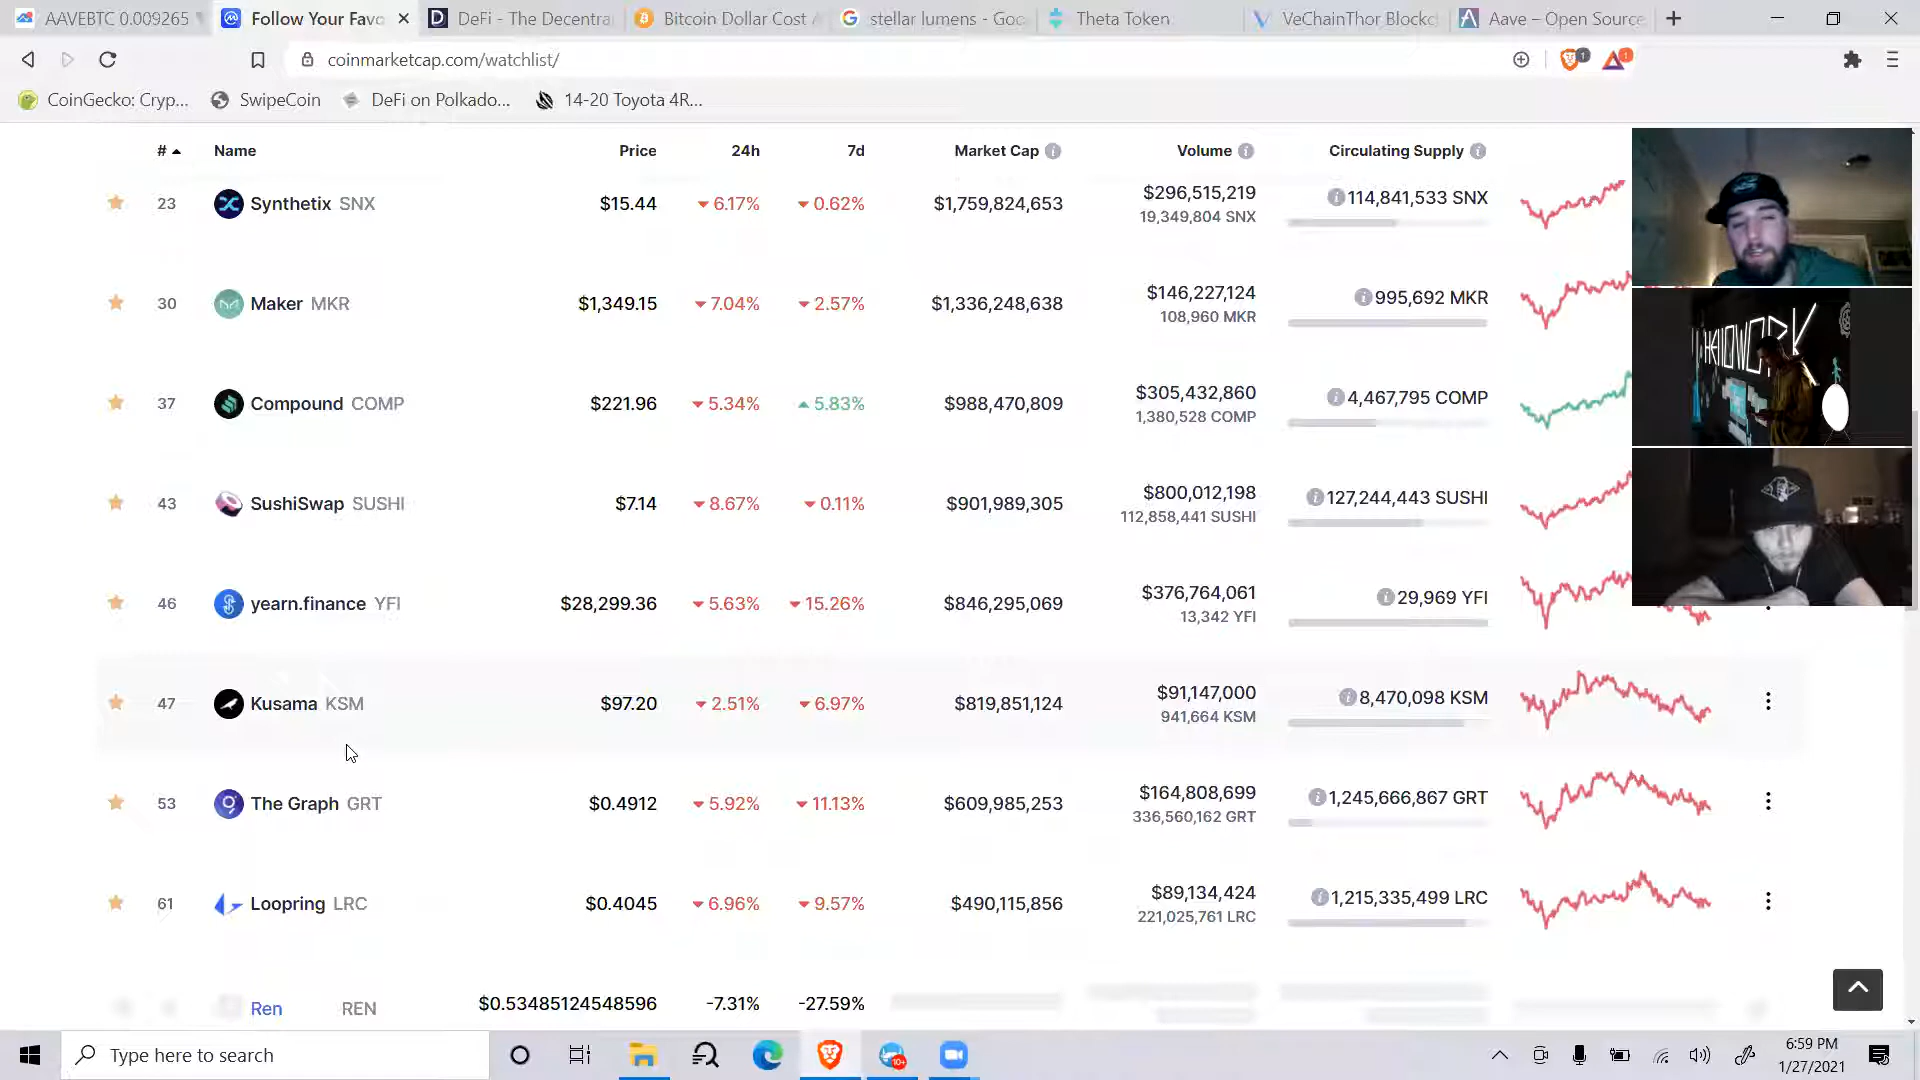 AAVEBTC 0.009265
Follow Your Favo
DeFi - The Decentra
Bitcoin Dollar Cost A
stellar lumens - Goo
Theta Token
VeChainThor Blockc
Aave – Open Source
coinmarketcap.com/watchlist/
1
1
CoinGecko: Cryp...
SwipeCoin
DeFi on Polkado...
14-20 Toyota 4R...
# Name Price 24h 7d Market Cap Volume Circulating Supply
23 Synthetix SNX $15.44 6.17% 0.62% $1,759,824,653 $296,515,219 114,841,533 SNX
19,349,804 SNX
30 Maker MKR $1,349.15 7.04% 2.57% $1,336,248,638 $146,227,124 995,692 MKR
108,960 MKR
37 Compound COMP $221.96 5.34% 5.83% $988,470,809 $305,432,860 4,467,795 COMP
1,380,528 COMP
43 SushiSwap SUSHI $7.14 8.67% 0.11% $901,989,305 $800,012,198 127,244,443 SUSHI
112,858,441 SUSHI
46 yearn.finance YFI $28,299.36 5.63% 15.26% $846,295,069 $376,764,061 29,969 YFI
13,342 YFI
47 Kusama KSM $97.20 2.51% 6.97% $819,851,124 $91,147,000 8,470,098 KSM
941,664 KSM
53 The Graph GRT $0.4912 5.92% 11.13% $609,985,253 $164,808,699 1,245,666,867 GRT
336,560,162 GRT
61 Loopring LRC $0.4045 6.96% 9.57% $490,115,856 $89,134,424 1,215,335,499 LRC
221,025,761 LRC
Ren REN $0.53485124548596 -7.31% -27.59%
Type here to search
10+
6:59 PM
1/27/2021